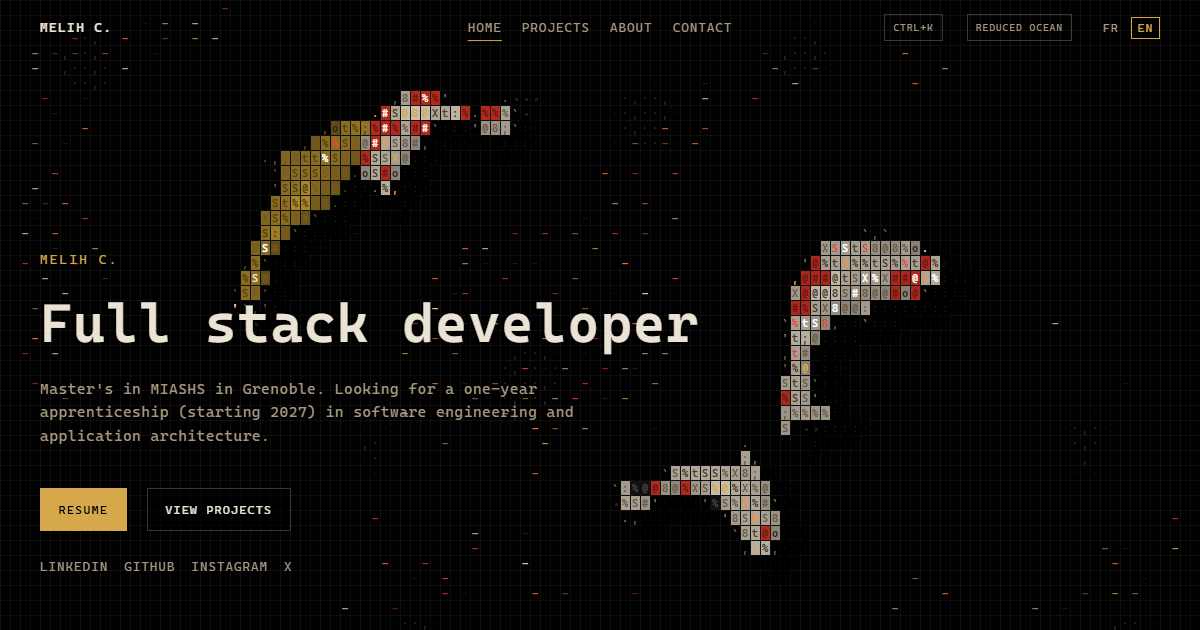 MELIH C.
HOME PROJECTS ABOUT CONTACT
CTRL+K REDUCED OCEAN FR EN
MELIH C.
Full stack developer
Master's in MIASHS in Grenoble. Looking for a one-year
apprenticeship (starting 2027) in software engineering and
application architecture.
RESUME VIEW PROJECTS
LINKEDIN GITHUB INSTAGRAM X